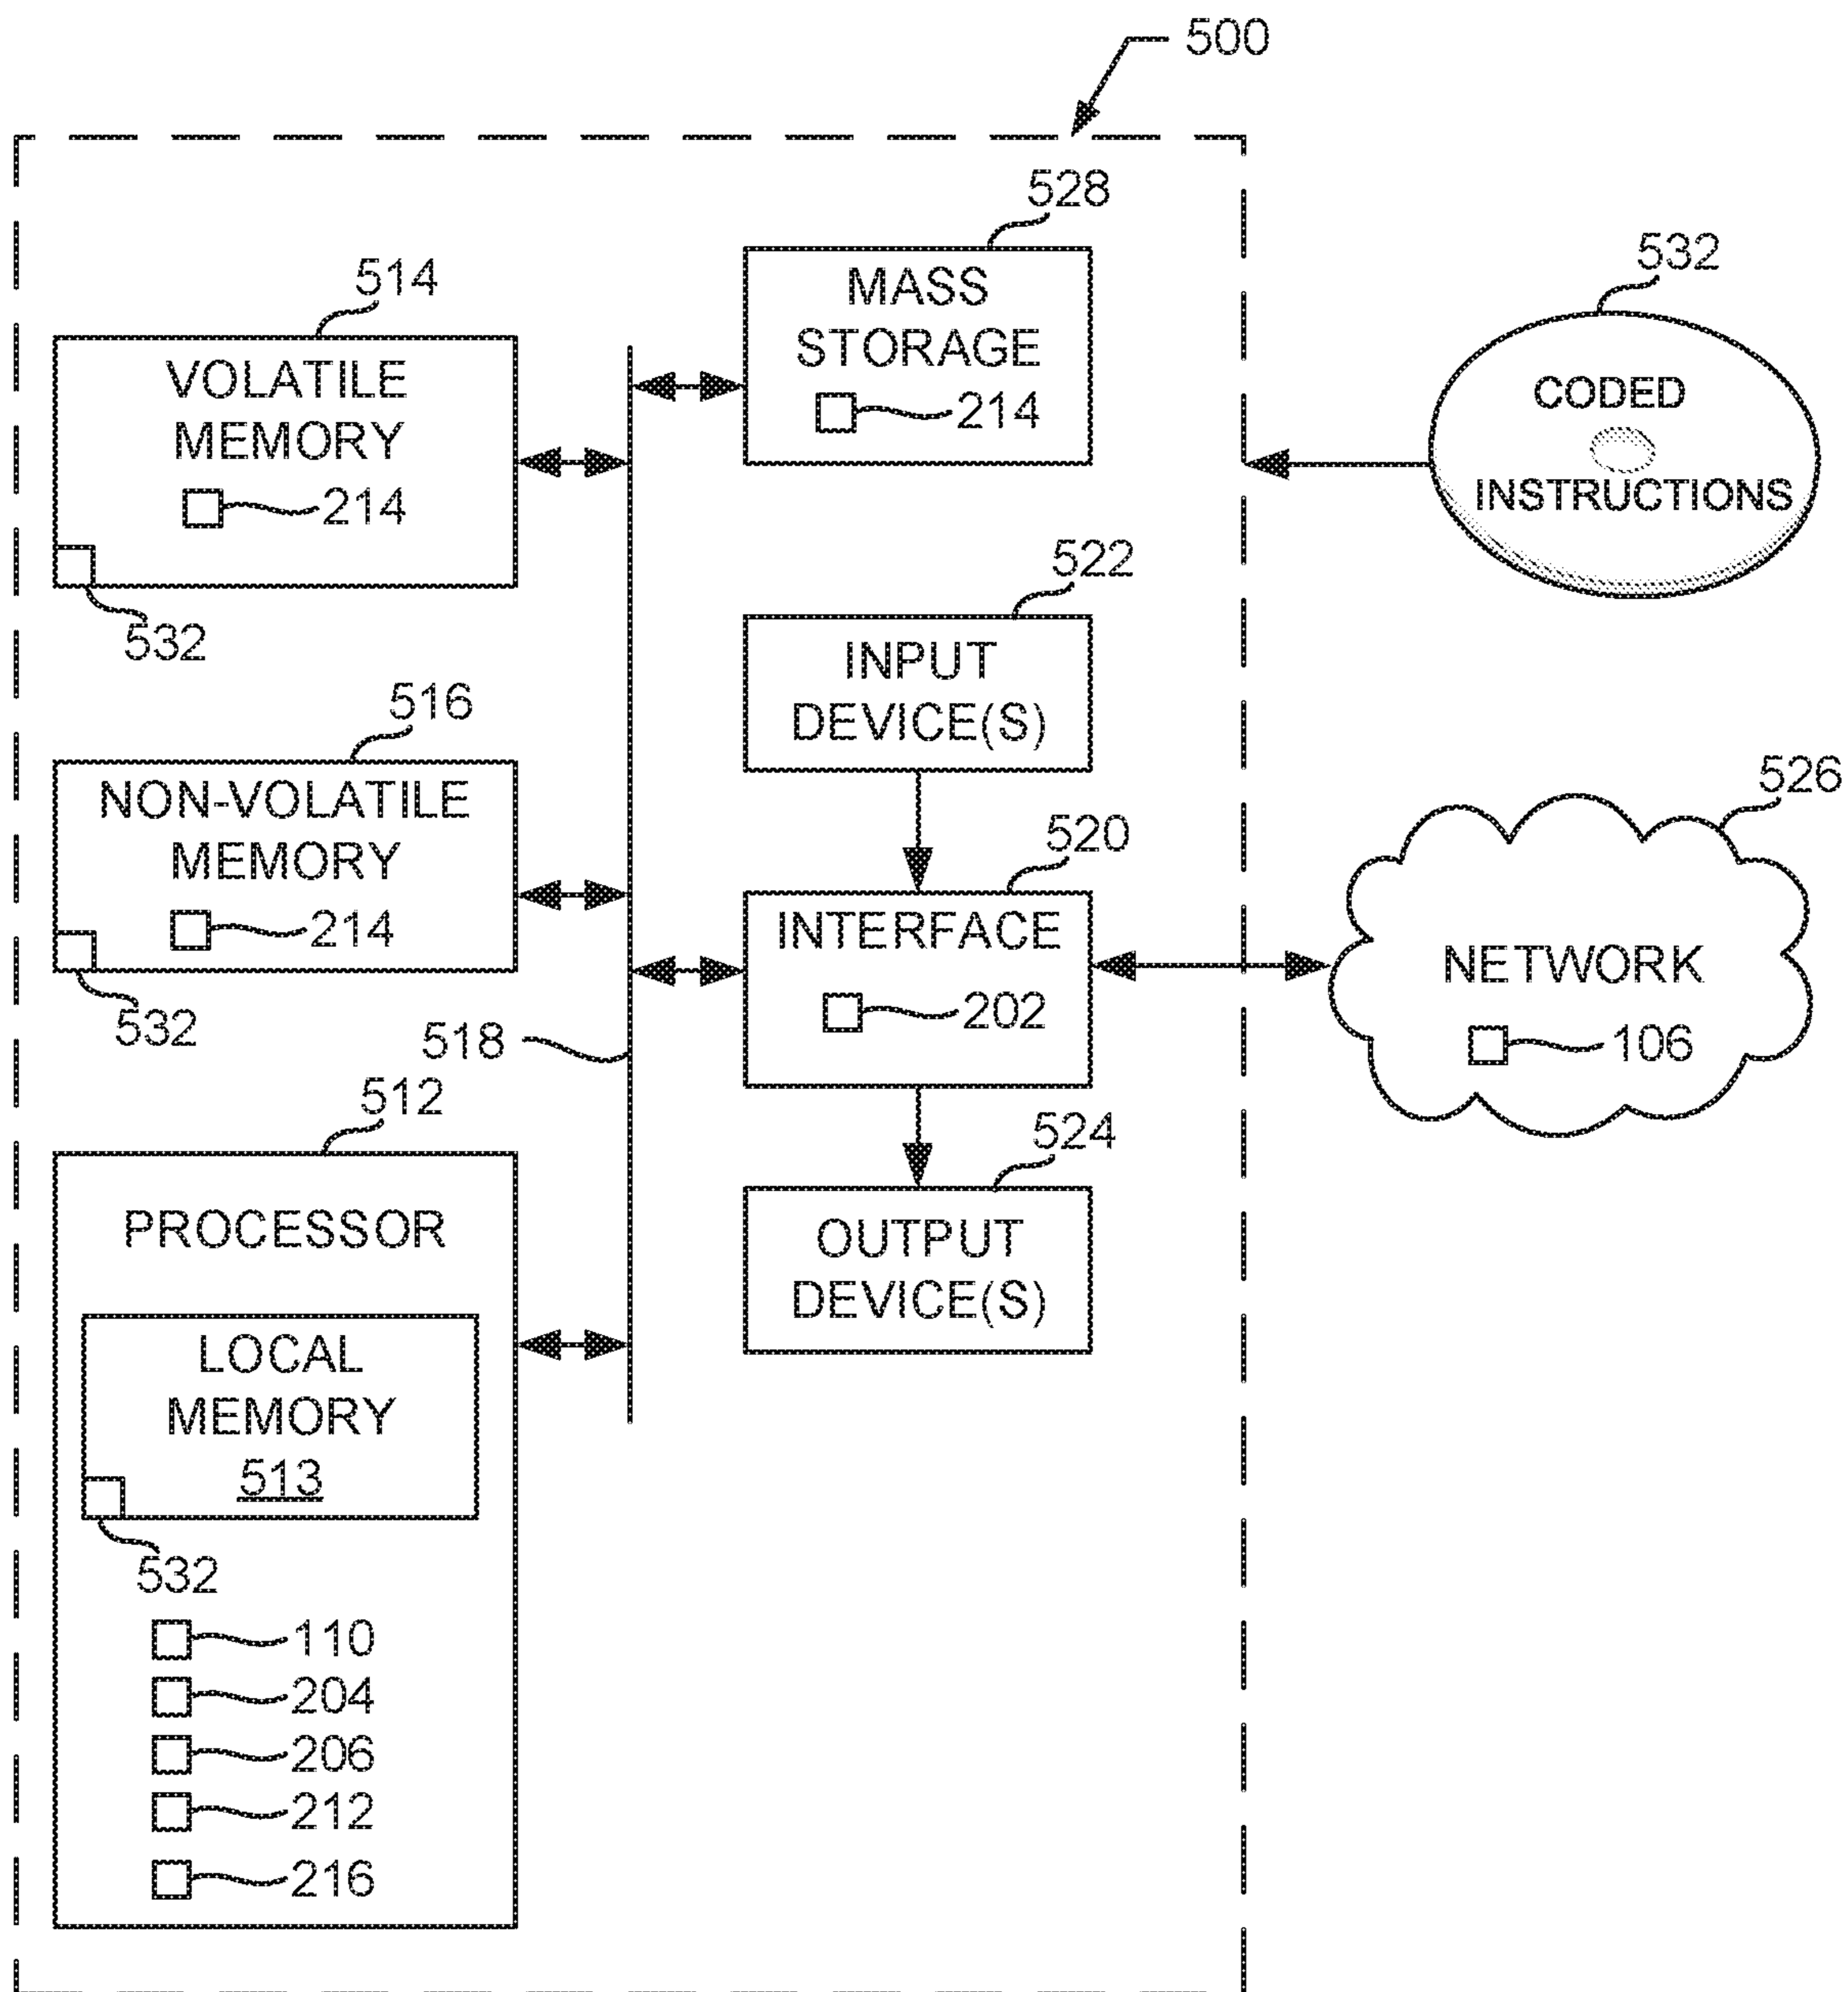 500
528
MASS
STORAGE
214
514
VOLATILE
MEMORY
214
532
532
CODED
INSTRUCTIONS
522
INPUT
DEVICE(S)
516
NON-VOLATILE
MEMORY
214
532
520
INTERFACE
202
526
NETWORK
106
518
512
PROCESSOR
LOCAL
MEMORY
513
532
110
204
206
212
216
524
OUTPUT
DEVICE(S)